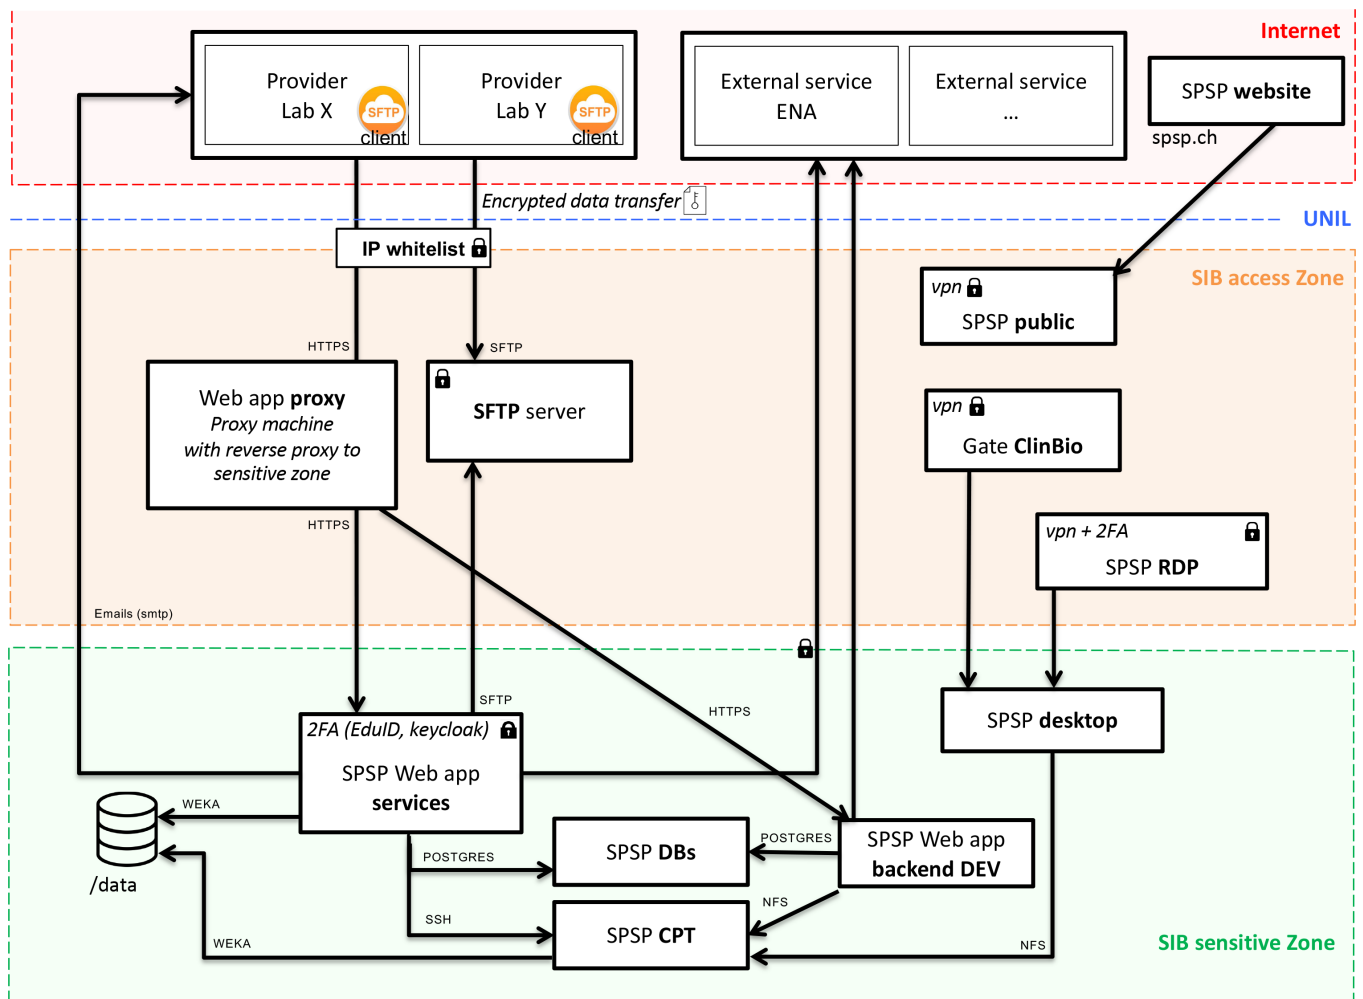 Internet
Provider
Lab X
SFTP
client
Provider
Lab Y
SFTP
client
External service
ENA
External service
...
SPSP website
spsp.ch
Encrypted data transfer
UNIL
IP whitelist
SIB access Zone
vpn
SPSP public
HTTPS
SFTP
Web app proxy
Proxy machine
with reverse proxy to
sensitive zone
SFTP server
vpn
Gate ClinBio
HTTPS
vpn + 2FA
SPSP RDP
Emails (smtp)
SFTP
HTTPS
2FA (EduID, keycloak)
SPSP Web app
services
SPSP desktop
WEKA
/data
POSTGRES
SPSP DBs
POSTGRES
SPSP Web app
backend DEV
SSH
NFS
SPSP CPT
WEKA
NFS
SIB sensitive Zone